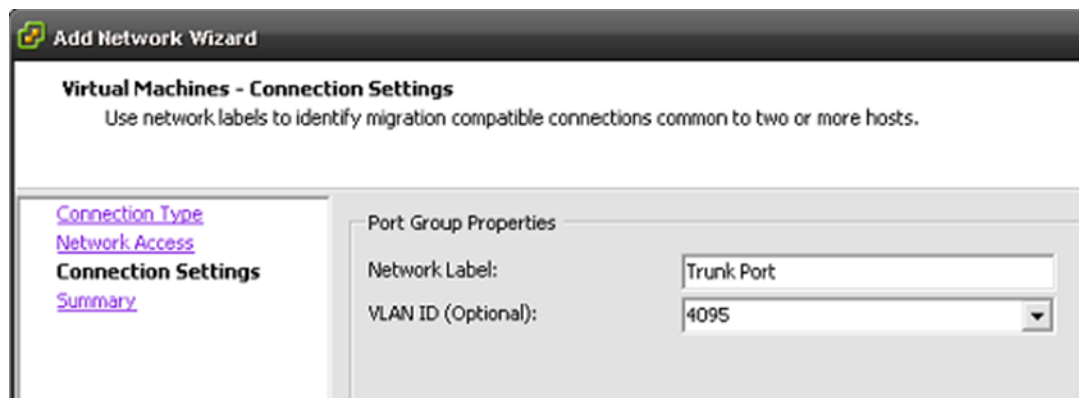 Add Network Wizard
Virtual Machines - Connection Settings
Use network labels to identify migration compatible connections common to two or more hosts.
Connection Type
Network Access
Connection Settings
Summary
Port Group Properties
Network Label:
Trunk Port
VLAN ID (Optional):
4095